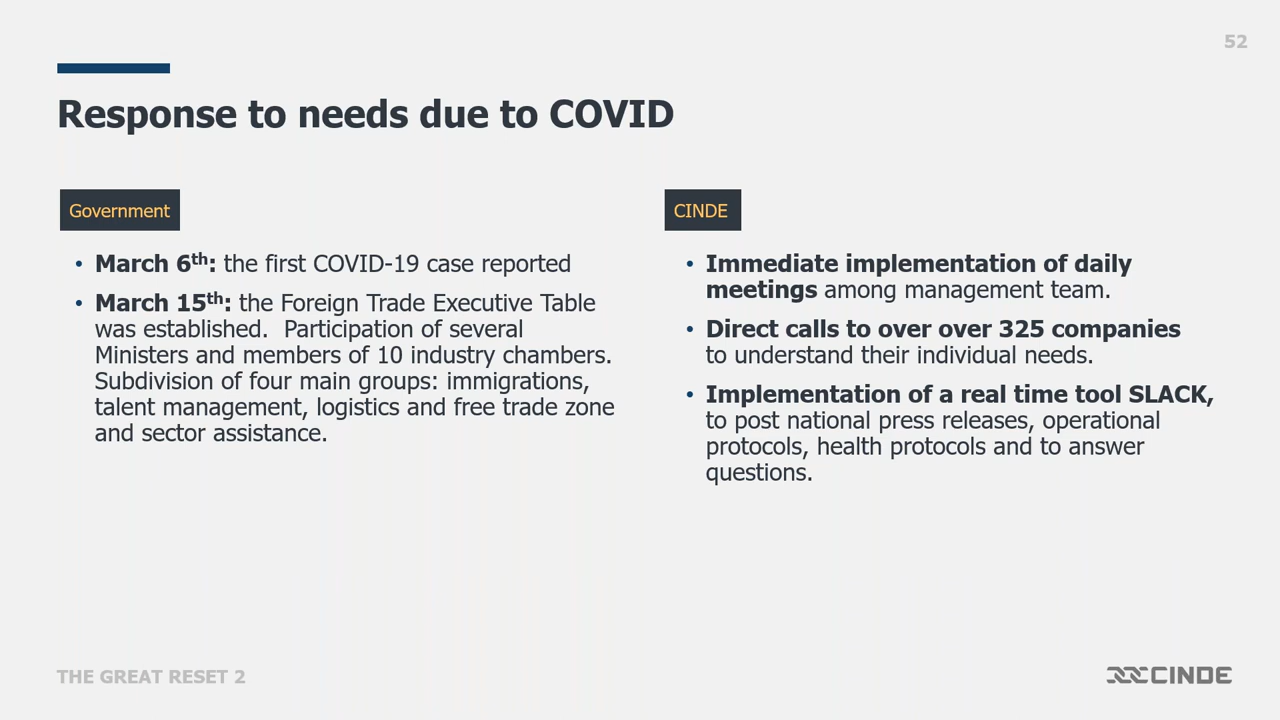 52
Response to needs due to COVID
Government
• March 6th: the first COVID-19 case reported
• March 15th: the Foreign Trade Executive Table
was established.  Participation of several
Ministers and members of 10 industry chambers.
Subdivision of four main groups: immigrations,
talent management, logistics and free trade zone
and sector assistance.
CINDE
• Immediate implementation of daily
meetings among management team.
• Direct calls to over over 325 companies
to understand their individual needs.
• Implementation of a real time tool SLACK,
to post national press releases, operational
protocols, health protocols and to answer
questions.
THE GREAT RESET 2
CINDE